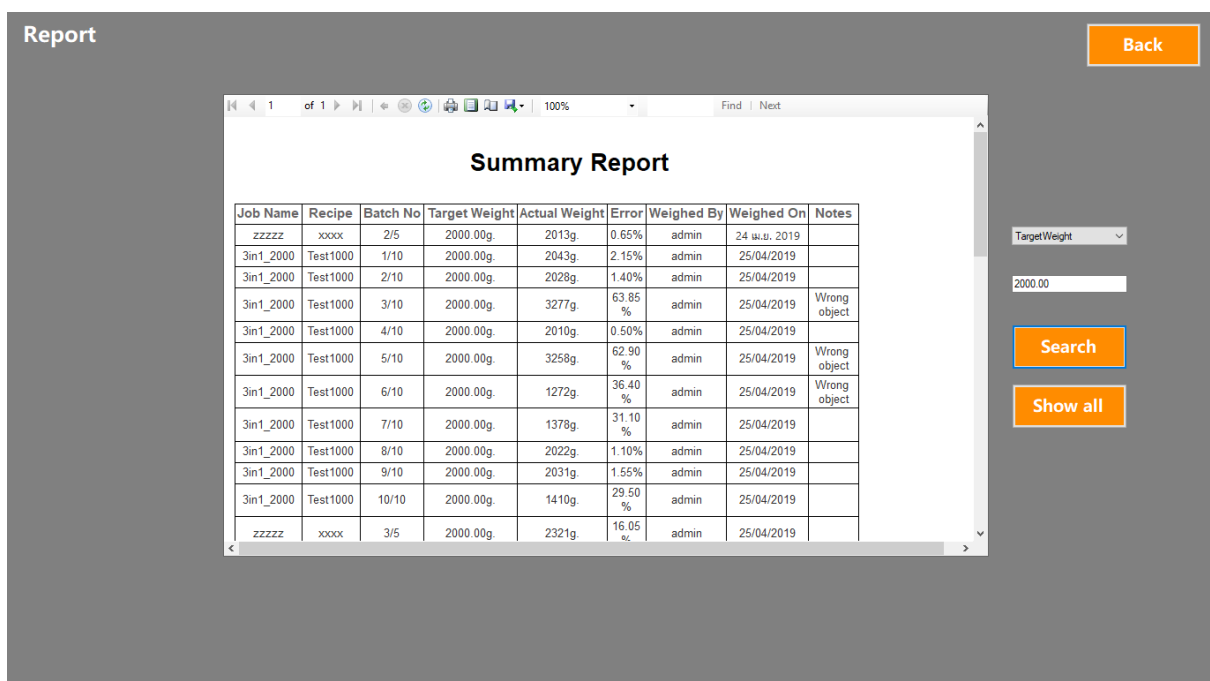 Report
Back
1 of 1 100% Find | Next
Summary Report
Job Name Recipe Batch No Target Weight Actual Weight Error Weighed By Weighed On Notes
zzzzz xxxx 2/5 2000.00g. 2013g. 0.65% admin 24 เม.ย. 2019
3in1_2000 Test1000 1/10 2000.00g. 2043g. 2.15% admin 25/04/2019
3in1_2000 Test1000 2/10 2000.00g. 2028g. 1.40% admin 25/04/2019
3in1_2000 Test1000 3/10 2000.00g. 3277g. 63.85 % admin 25/04/2019 Wrong object
3in1_2000 Test1000 4/10 2000.00g. 2010g. 0.50% admin 25/04/2019
3in1_2000 Test1000 5/10 2000.00g. 3258g. 62.90 % admin 25/04/2019 Wrong object
3in1_2000 Test1000 6/10 2000.00g. 1272g. 36.40 % admin 25/04/2019 Wrong object
3in1_2000 Test1000 7/10 2000.00g. 1378g. 31.10 % admin 25/04/2019
3in1_2000 Test1000 8/10 2000.00g. 2022g. 1.10% admin 25/04/2019
3in1_2000 Test1000 9/10 2000.00g. 2031g. 1.55% admin 25/04/2019
3in1_2000 Test1000 10/10 2000.00g. 1410g. 29.50 % admin 25/04/2019
zzzzz xxxx 3/5 2000.00g. 2321g. 16.05 % admin 25/04/2019
TargetWeight
2000.00
Search
Show all